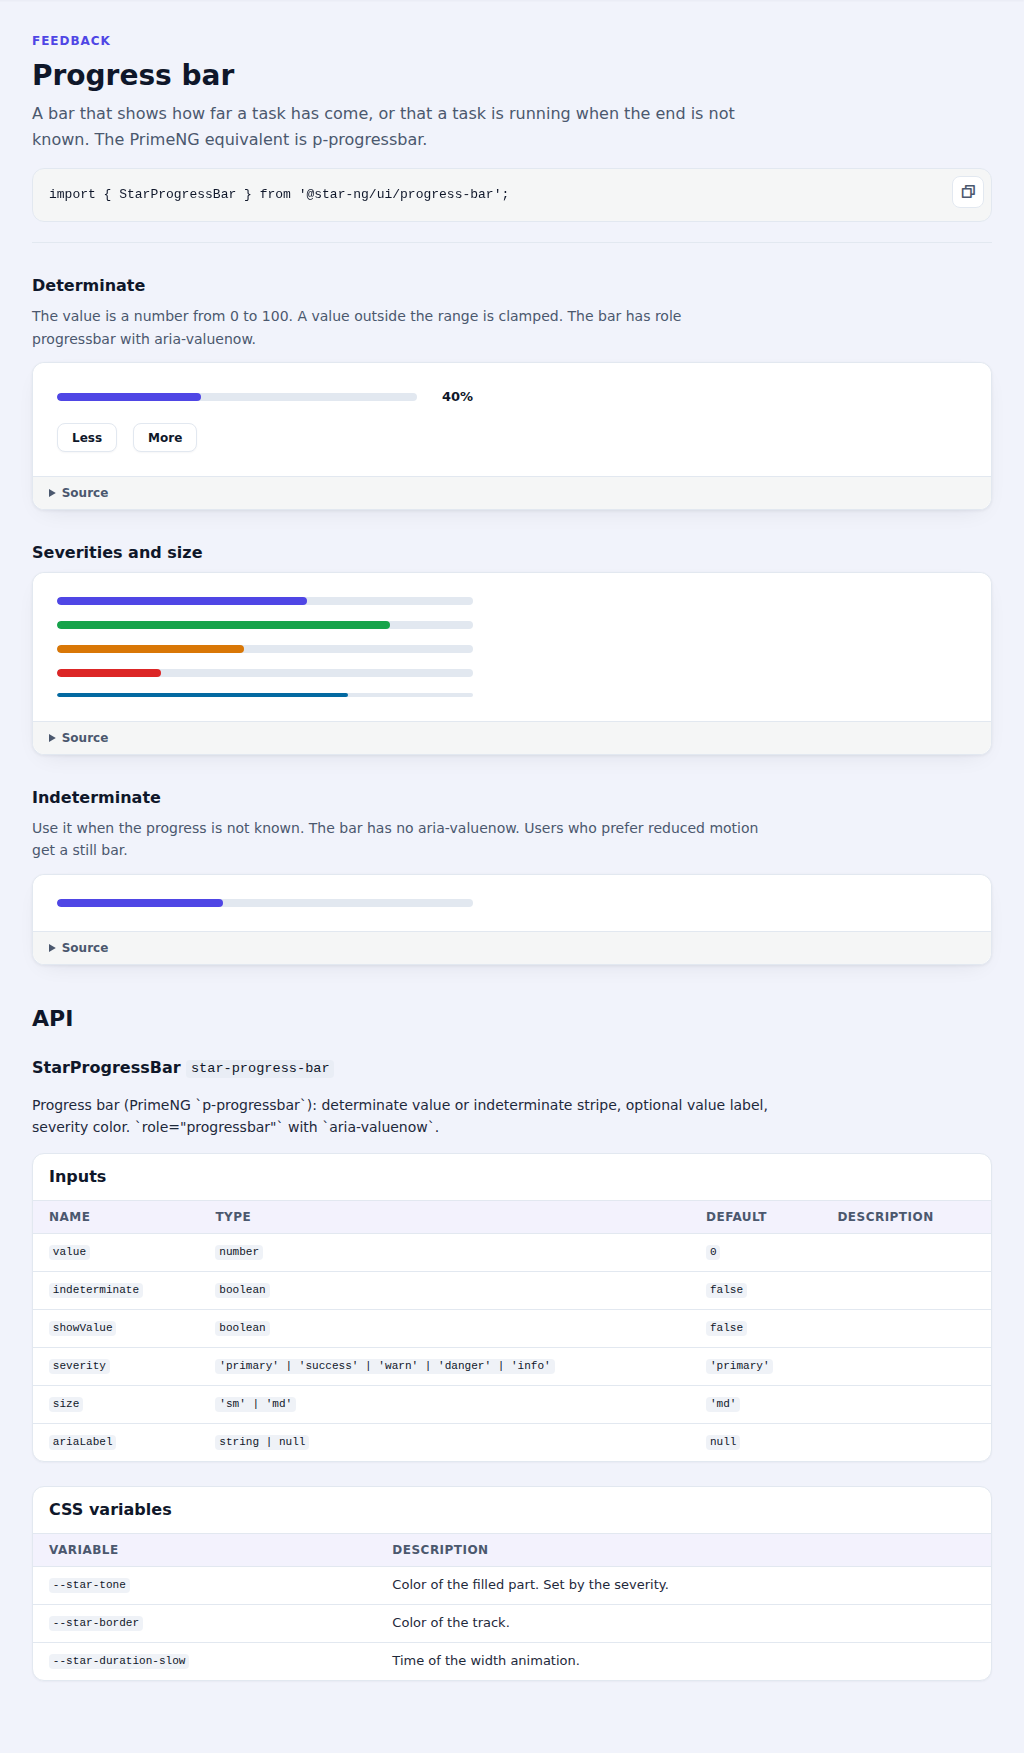 FEEDBACK
Progress bar
A bar that shows how far a task has come, or that a task is running when the end is not
known. The PrimeNG equivalent is p-progressbar.
import { StarProgressBar } from '@star-ng/ui/progress-bar';
Determinate
The value is a number from 0 to 100. A value outside the range is clamped. The bar has role
progressbar with aria-valuenow.
40%
Less More
Source
Severities and size
Source
Indeterminate
Use it when the progress is not known. The bar has no aria-valuenow. Users who prefer reduced motion
get a still bar.
Source
API
StarProgressBar star-progress-bar
Progress bar (PrimeNG `p-progressbar`): determinate value or indeterminate stripe, optional value label,
severity color. `role="progressbar"` with `aria-valuenow`.
Inputs
NAME TYPE DEFAULT DESCRIPTION
value number 0
indeterminate boolean false
showValue boolean false
severity 'primary' | 'success' | 'warn' | 'danger' | 'info' 'primary'
size 'sm' | 'md' 'md'
ariaLabel string | null null
CSS variables
VARIABLE DESCRIPTION
--star-tone Color of the filled part. Set by the severity.
--star-border Color of the track.
--star-duration-slow Time of the width animation.